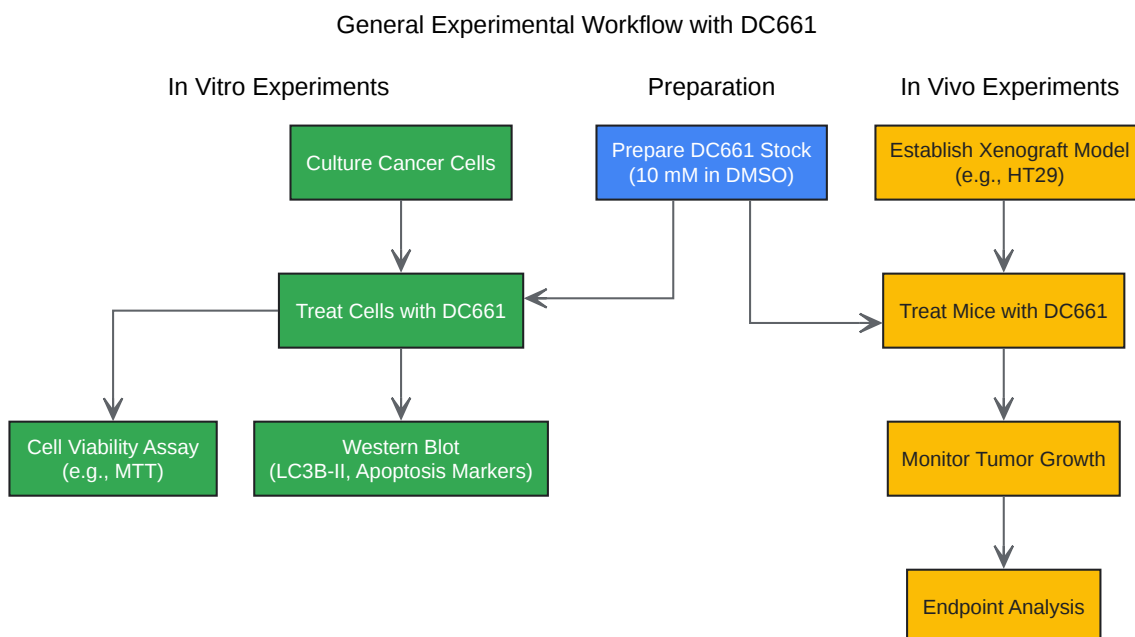 General Experimental Workflow with DC661
In Vitro Experiments
Preparation
In Vivo Experiments
Culture Cancer Cells
Prepare DC661 Stock
(10 mM in DMSO)
Establish Xenograft Model
(e.g., HT29)
Treat Cells with DC661
Treat Mice with DC661
Cell Viability Assay
(e.g., MTT)
Western Blot
(LC3B-II, Apoptosis Markers)
Monitor Tumor Growth
Endpoint Analysis